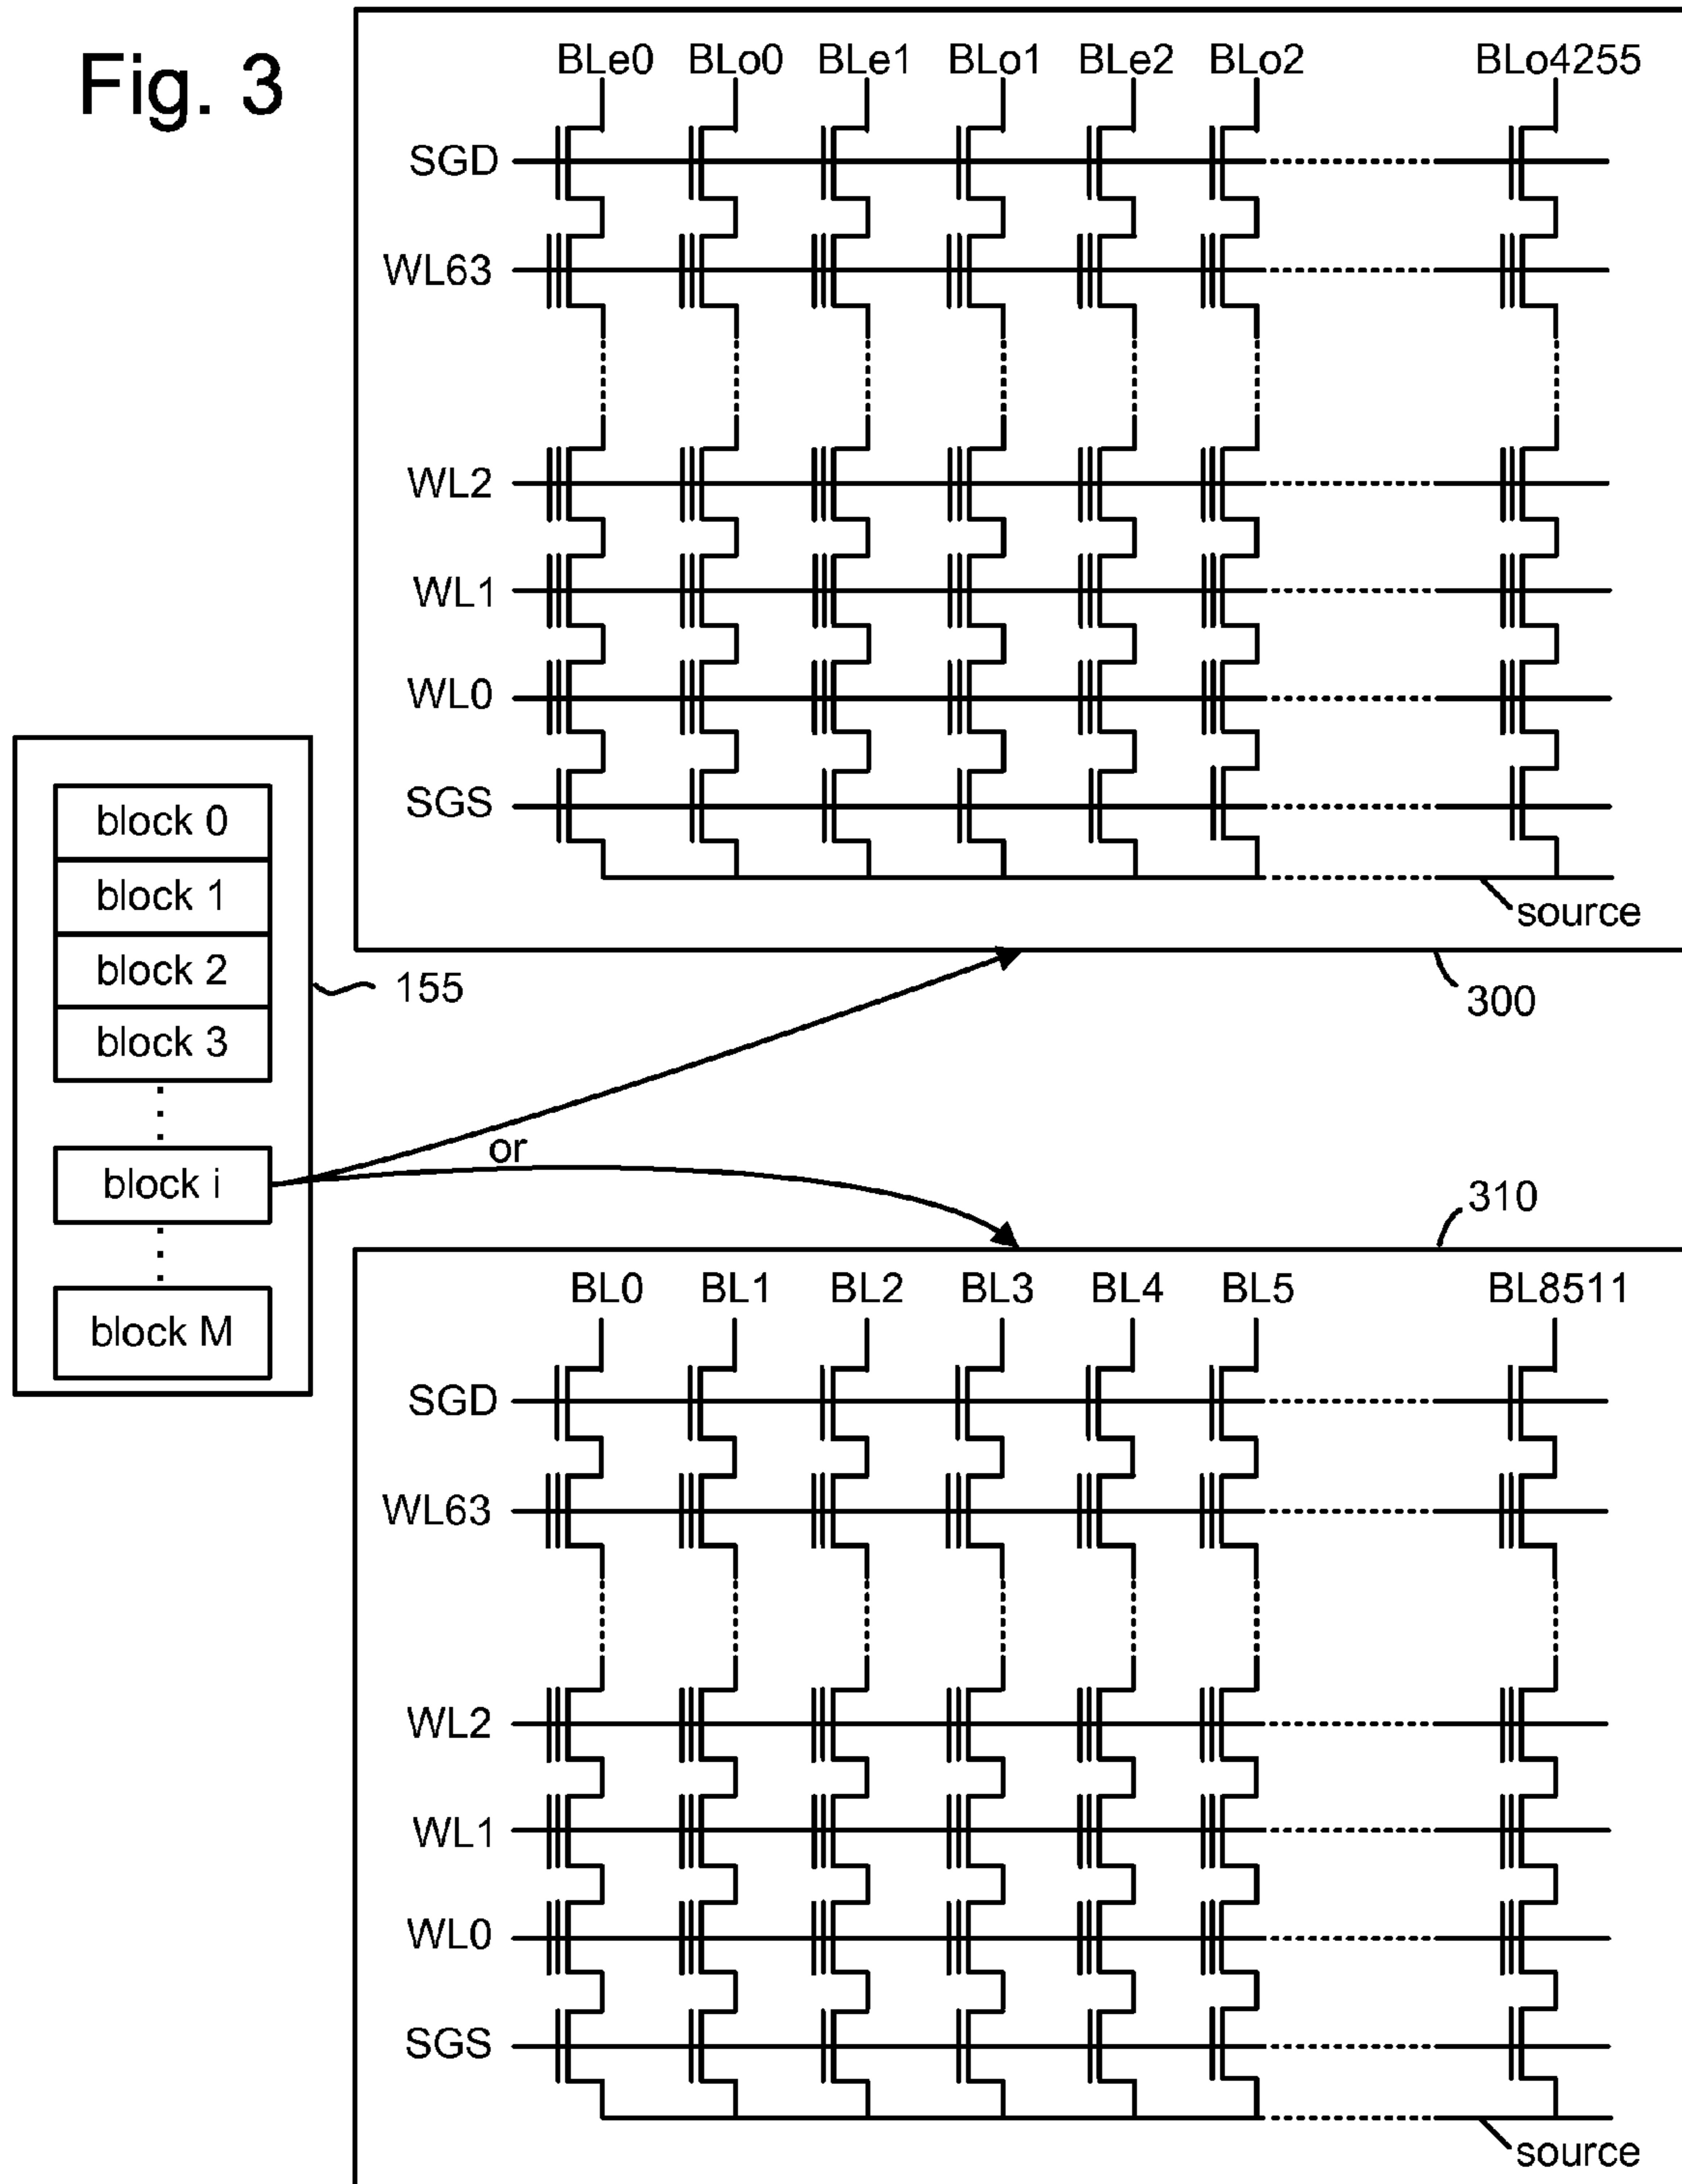 Fig. 3
BLe0 BLo0 BLe1 BLo1 BLe2 BLo2 BLo4255
SGD
WL63
WL2
WL1
WL0
SGS
source
300
block 0
block 1
block 2
block 3
block i
block M
155
or
310
BL0 BL1 BL2 BL3 BL4 BL5 BL8511
SGD
WL63
WL2
WL1
WL0
SGS
source